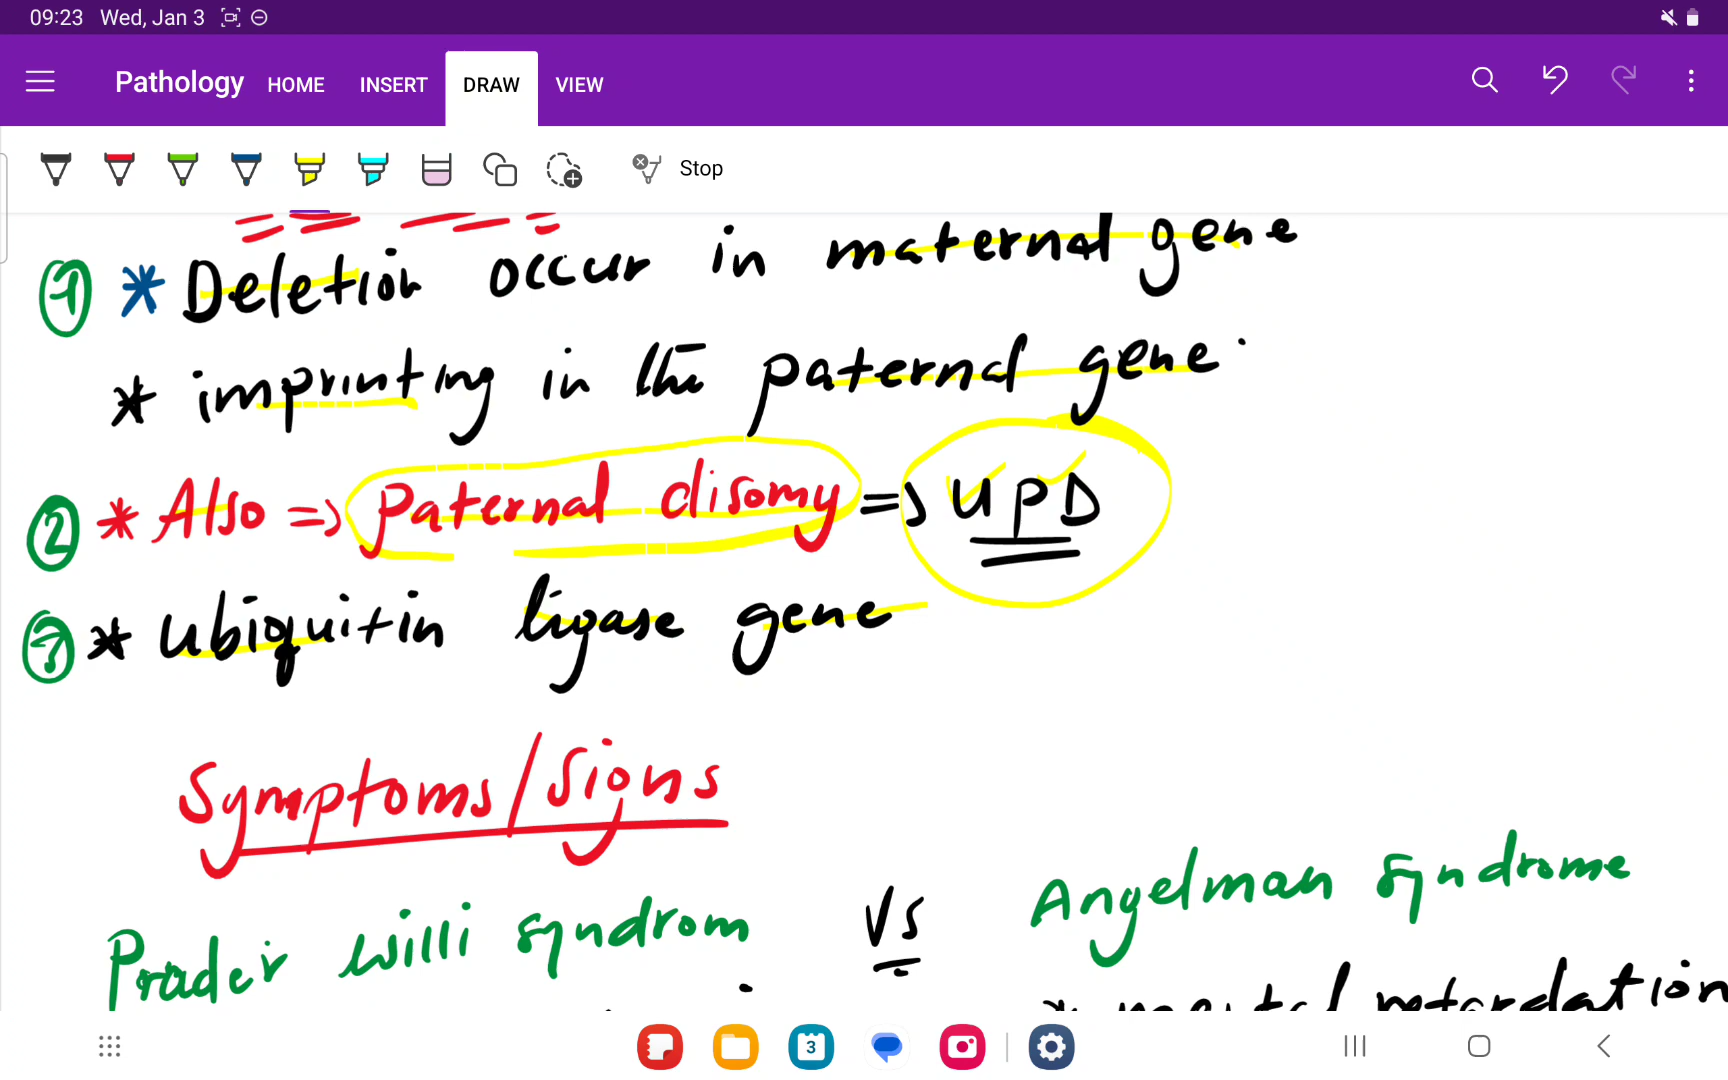 09:23 Wed, Jan 3
Pathology HOME INSERT DRAW VIEW
Stop
1 * Deletion occur in maternal gene
* imprinting in the paternal gene.
2 * Also => paternal disomy => UPD
3 * ubiquitin ligase gene
Symptoms/Signs
Prader willi syndrom Vs Angelman syndrome
* mental retardation
3